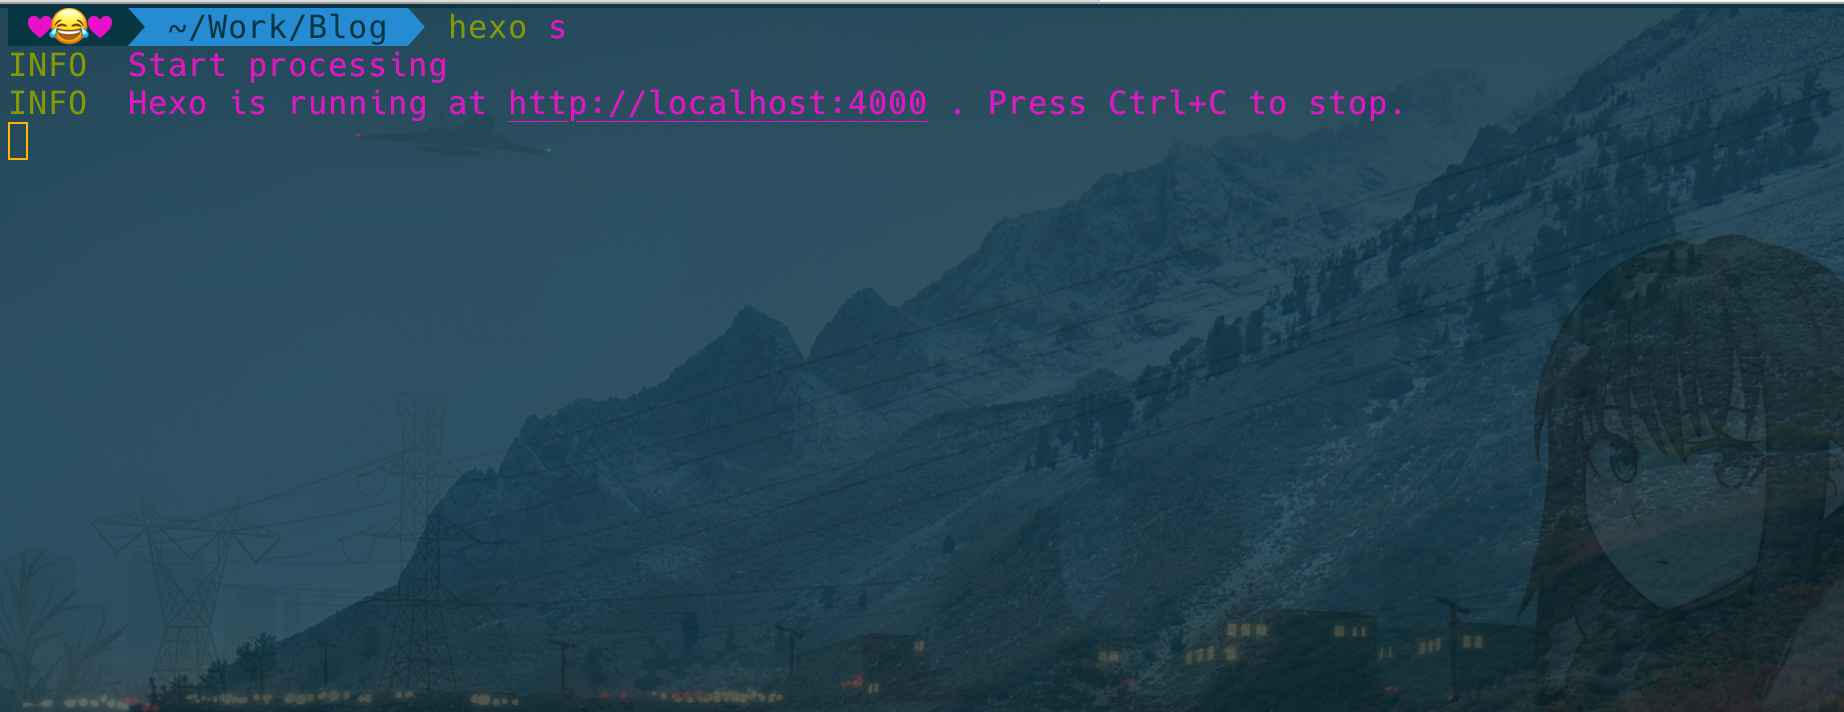 💜😂💜 ~/Work/Blog hexo s
INFO  Start processing
INFO  Hexo is running at http://localhost:4000 . Press Ctrl+C to stop.